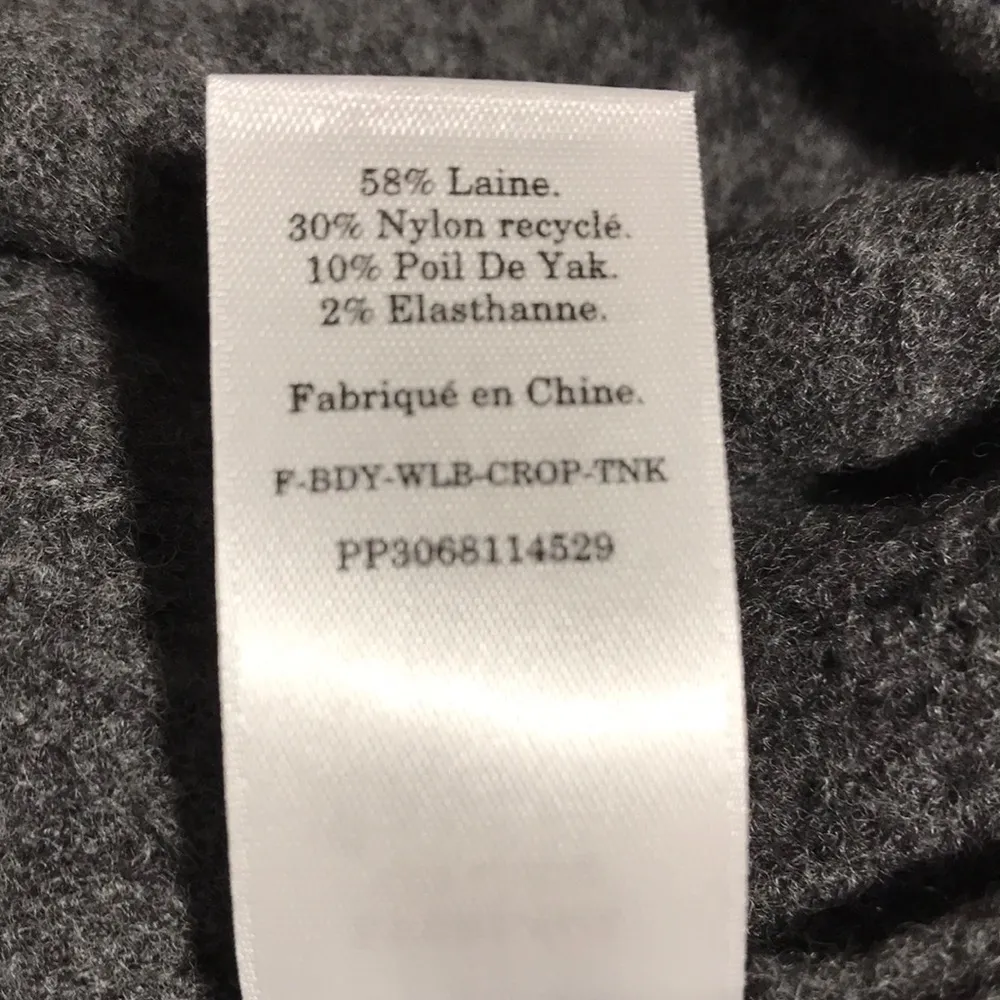 58% Laine.
30% Nylon recyclé.
10% Poil De Yak.
2% Elasthanne.
Fabriqué en Chine.
F-BDY-WLB-CROP-TNK
PP3068114529